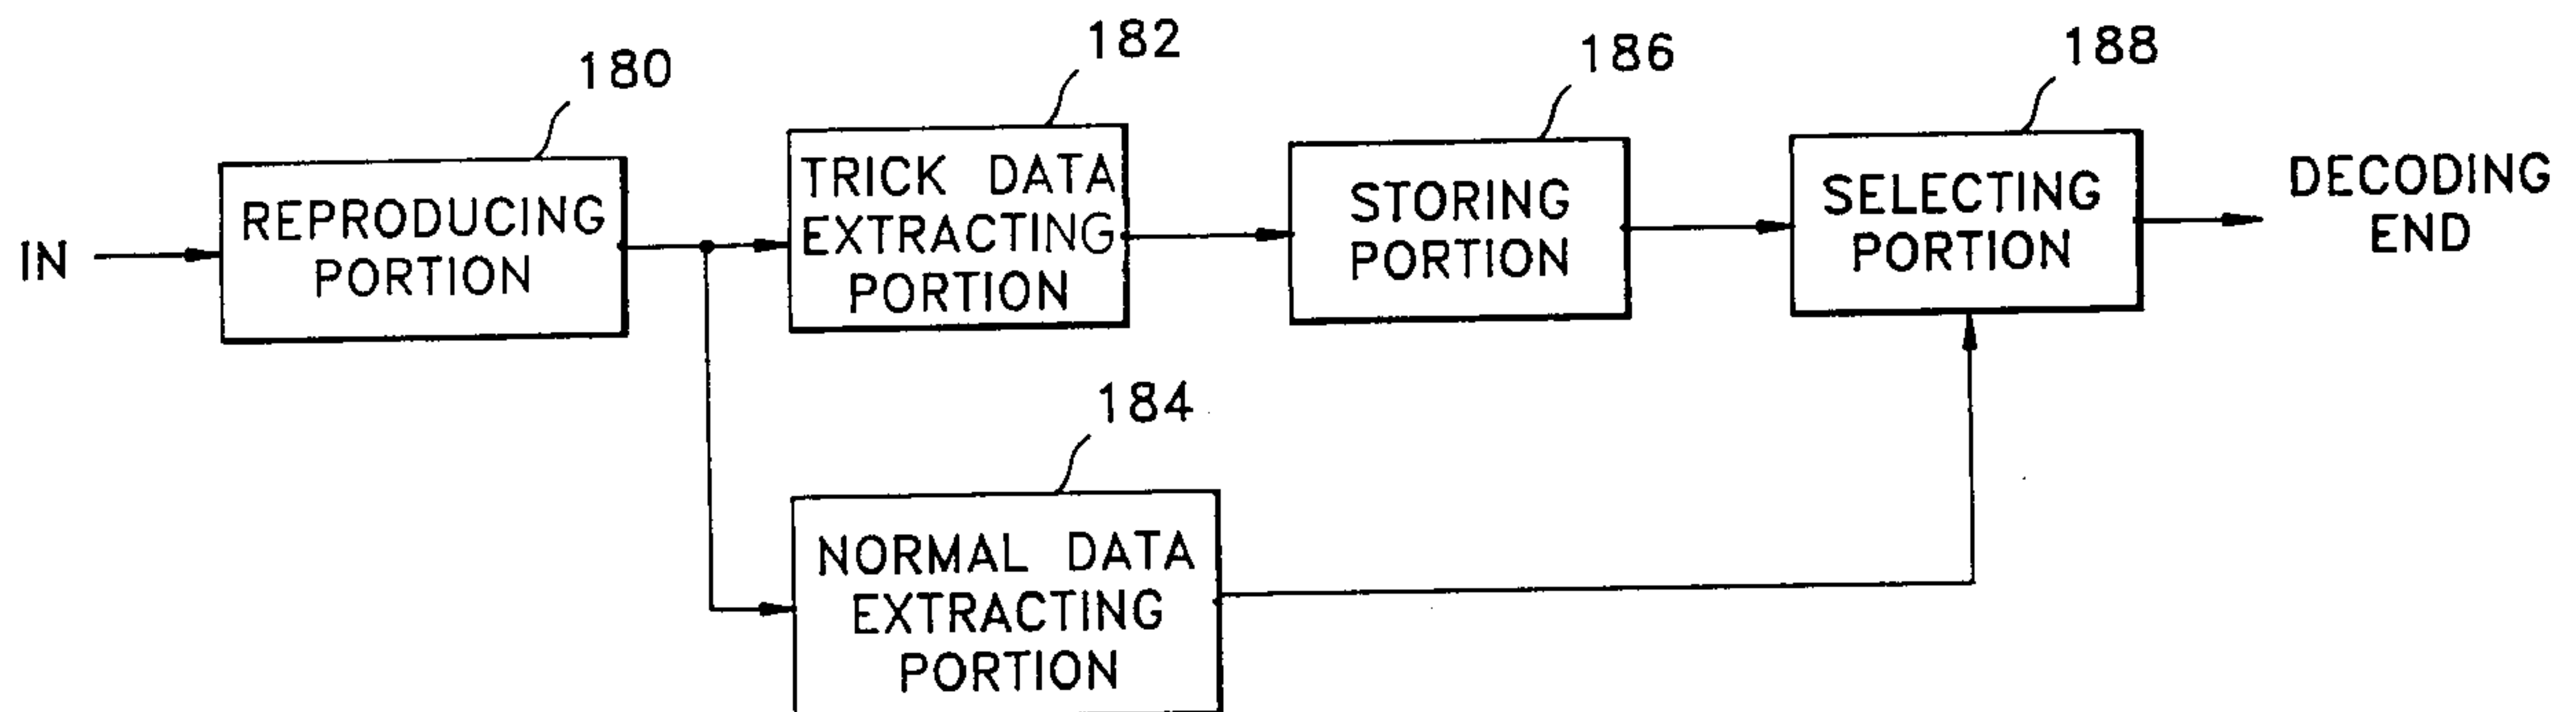 180
182
186
188
IN
REPRODUCING
PORTION
TRICK DATA
EXTRACTING
PORTION
STORING
PORTION
SELECTING
PORTION
DECODING
END
184
NORMAL DATA
EXTRACTING
PORTION